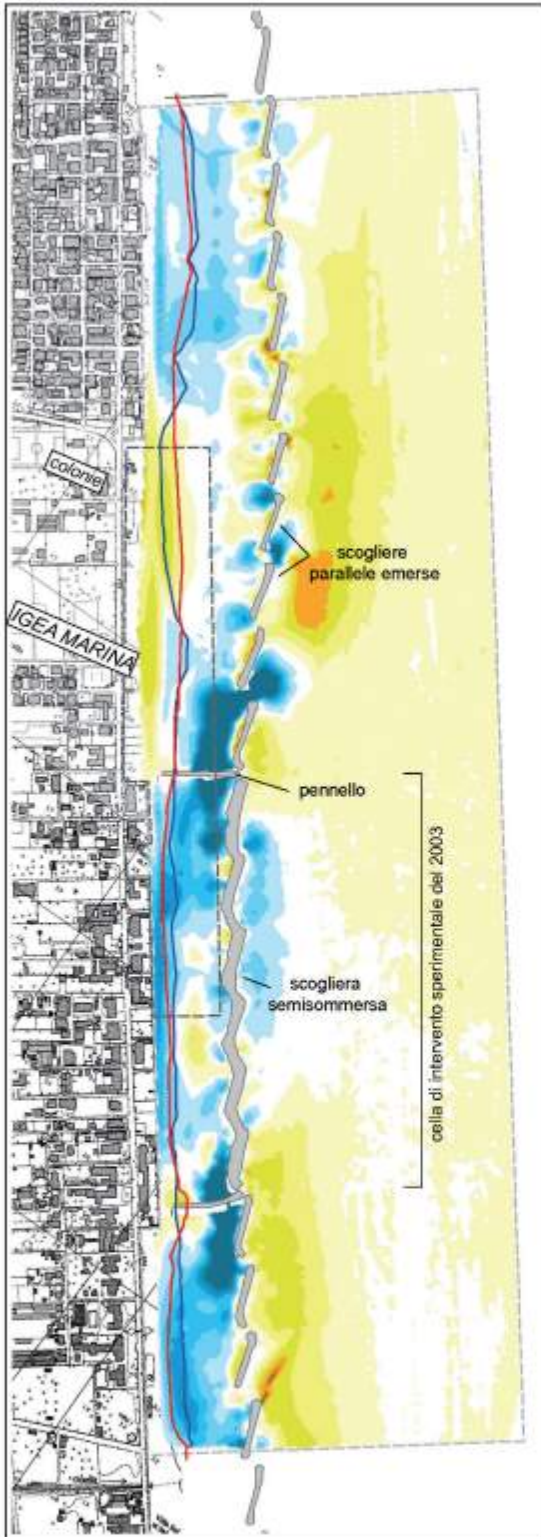 colonie
scogliere
parallele emerse
IGEA MARINA
pennello
cella di intervento sperimentale del 2003
scogliera
semisommersa